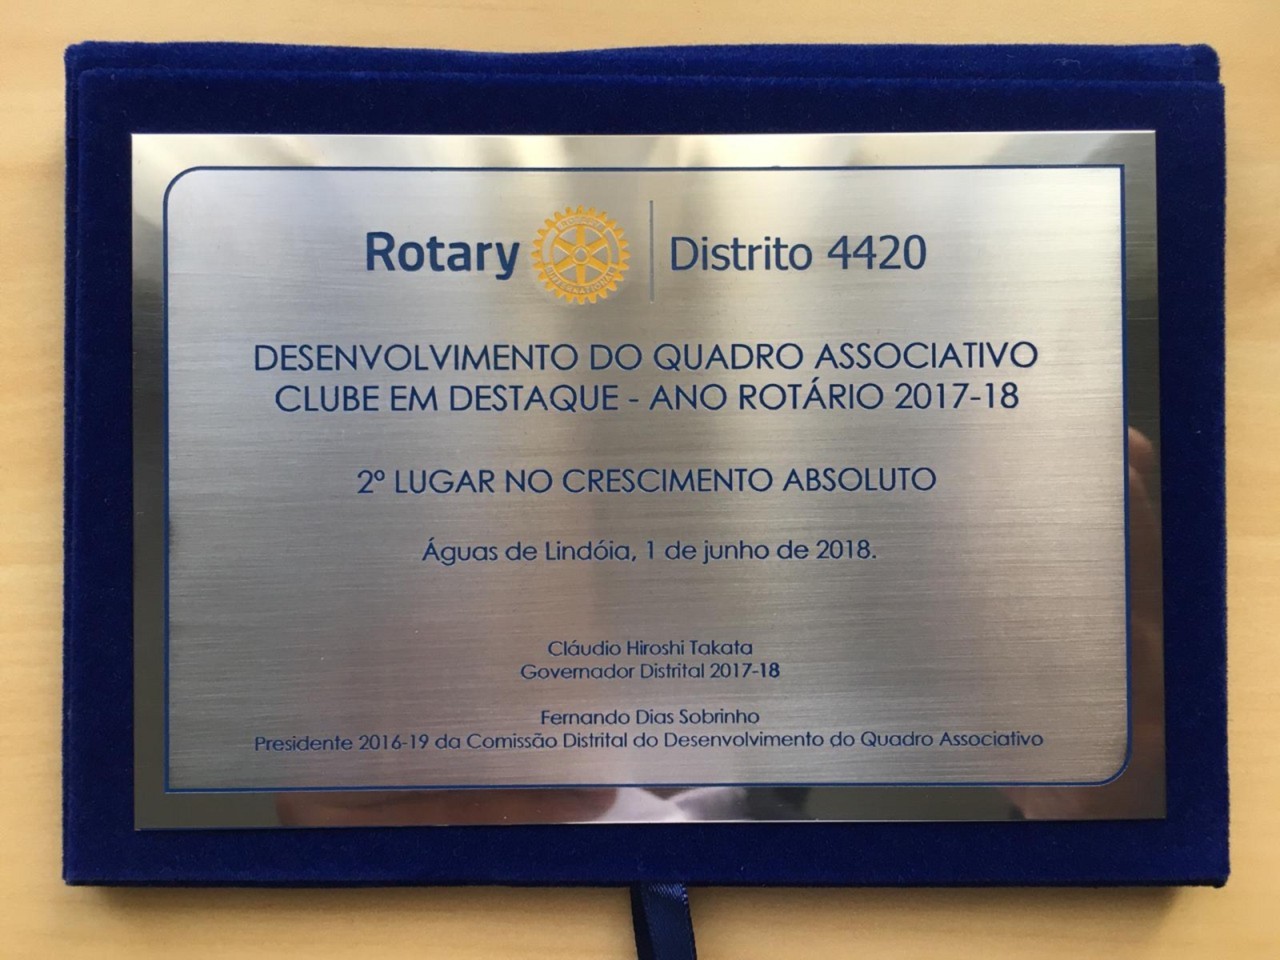 Rotary ROTARY INTERNATIONAL Distrito 4420
DESENVOLVIMENTO DO QUADRO ASSOCIATIVO
CLUBE EM DESTAQUE - ANO ROTÁRIO 2017-18
2º LUGAR NO CRESCIMENTO ABSOLUTO
Águas de Lindóia, 1 de junho de 2018.
Cláudio Hiroshi Takata
Governador Distrital 2017-18
Fernando Dias Sobrinho
Presidente 2016-19 da Comissão Distrital do Desenvolvimento do Quadro Associativo